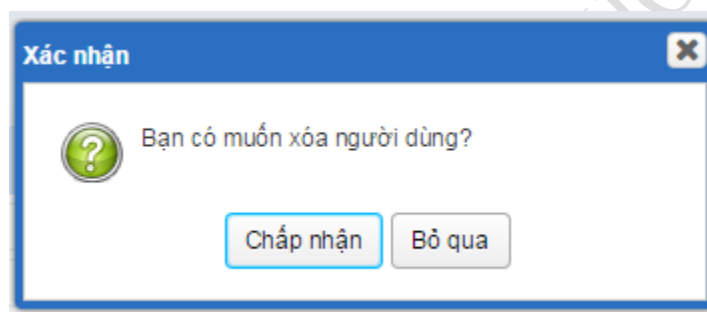 Xác nhận
Bạn có muốn xóa người dùng?
Chấp nhận
Bỏ qua